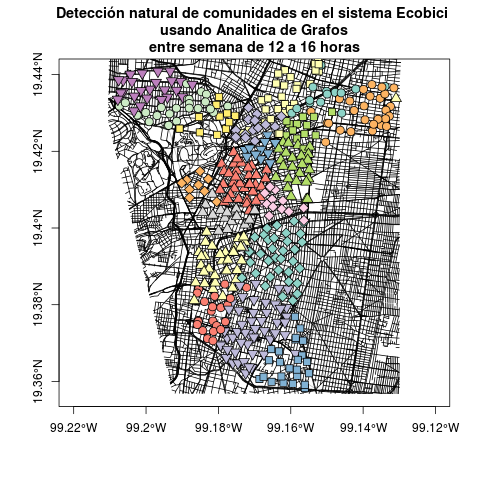 Detección natural de comunidades en el sistema Ecobici
usando Analitica de Grafos
entre semana de 12 a 16 horas
19.44°N
19.42°N
19.4°N
19.38°N
19.36°N
99.22°W 99.2°W 99.18°W 99.16°W 99.14°W 99.12°W